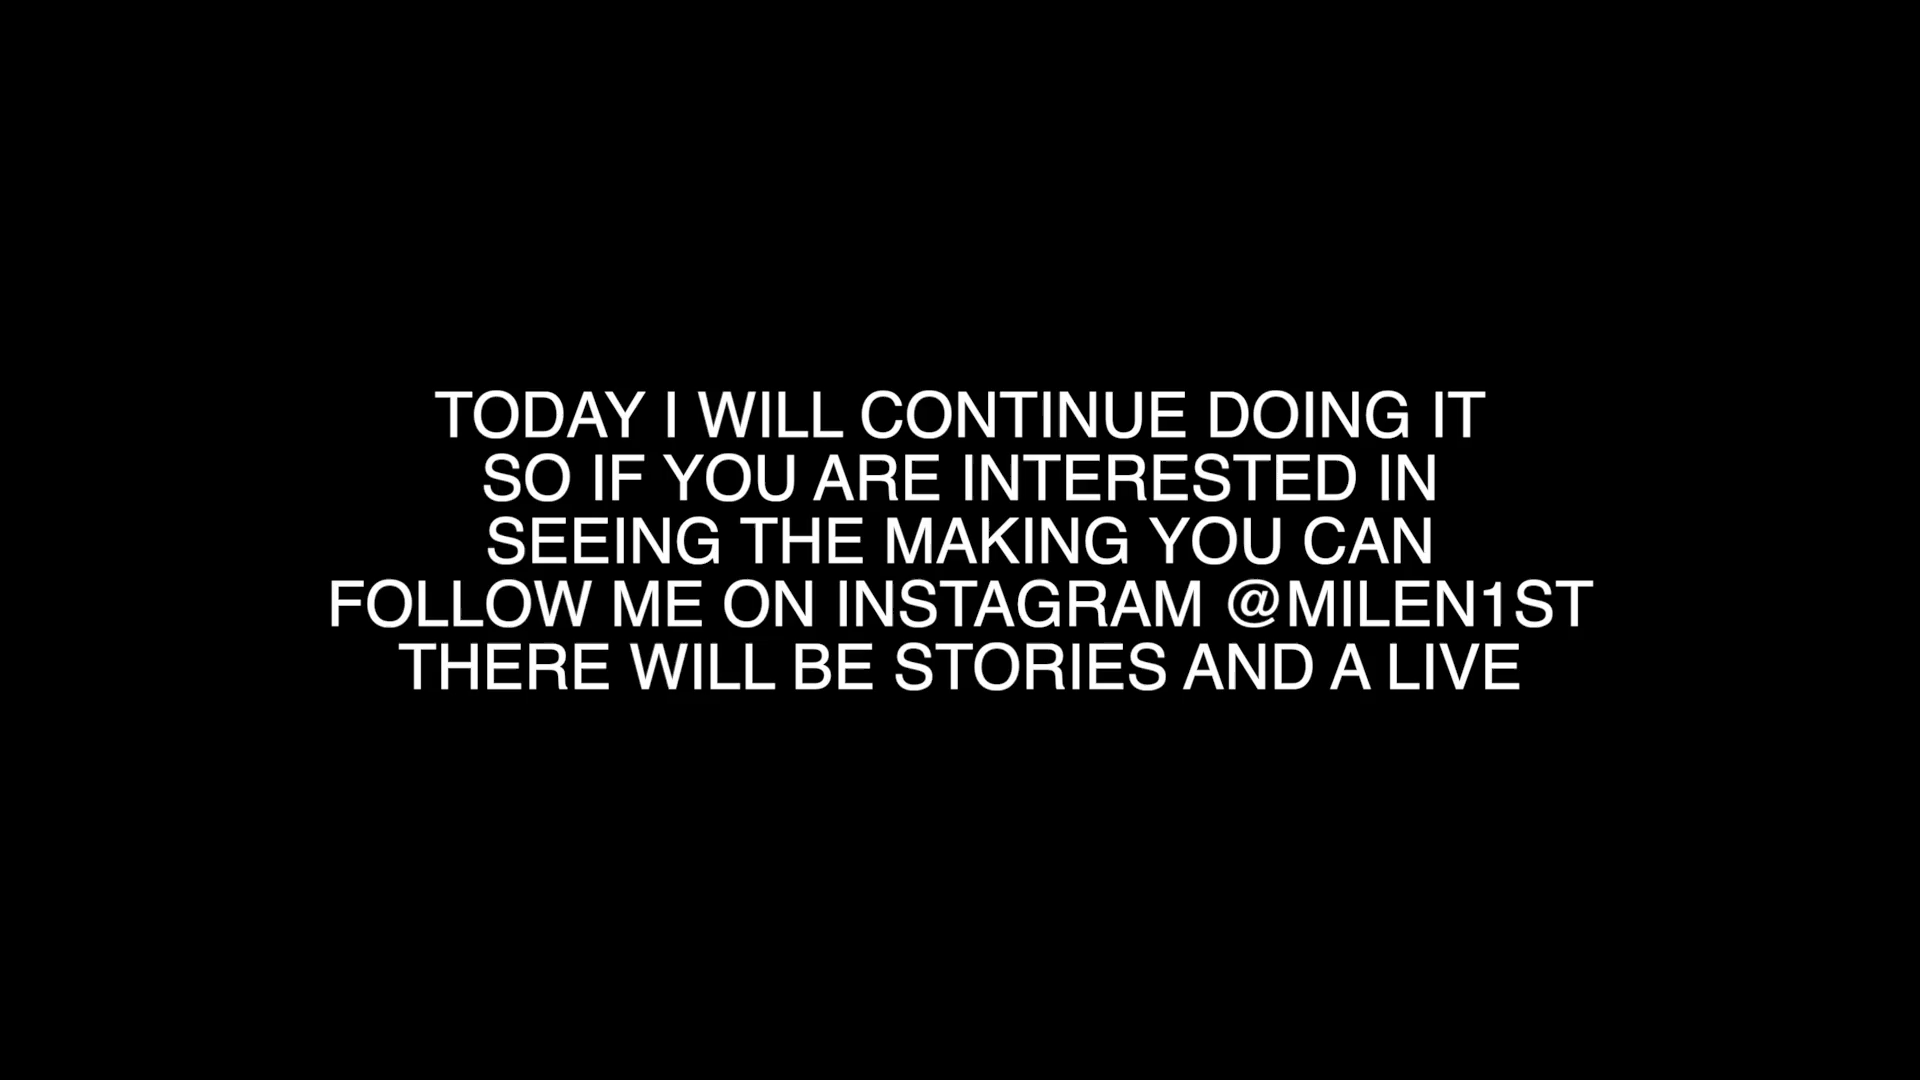 TODAY I WILL CONTINUE DOING IT
SO IF YOU ARE INTERESTED IN
SEEING THE MAKING YOU CAN
FOLLOW ME ON INSTAGRAM @MILEN1ST
THERE WILL BE STORIES AND A LIVE